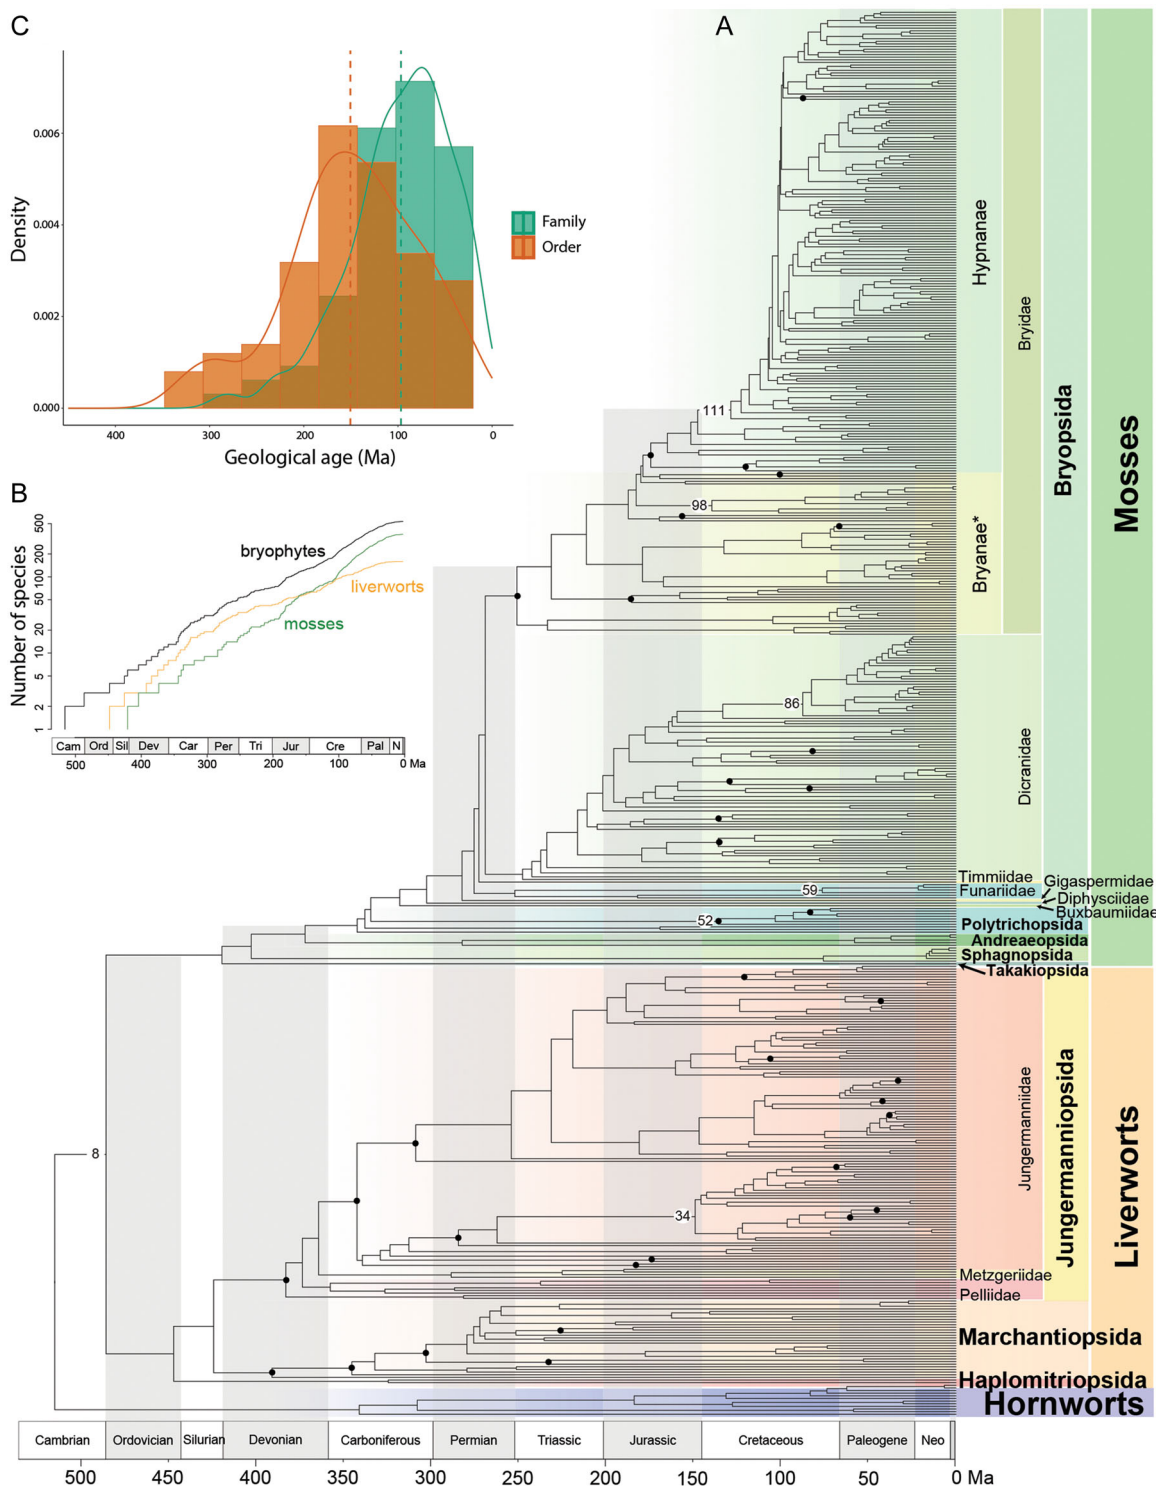 C
0.006
0.004
0.002
0.000
Density
400
300
200
100
0
Geological age (Ma)
Family
Order
B
500
200
100
50
20
10
5
2
1
Number of species
bryophytes
liverworts
mosses
Cam Ord Sil Dev Car Per Tri Jur Cre Pal N
500 400 300 200 100 0 Ma
A
111
98
86
59
52
8
34
Hypnanae
Bryanae*
Bryidae
Dicranidae
Timmiidae
Funariidae
Gigaspermidae
Diphysciidae
Buxbaumiidae
Polytrichopsida
Andreaeopsida
Sphagnopsida
Takakiopsida
Bryopsida
Mosses
Jungermanniidae
Metzgeriidae
Pelliidae
Jungermanniopsida
Marchantiopsida
Haplomitriopsida
Liverworts
Hornworts
Cambrian Ordovician Silurian Devonian Carboniferous Permian Triassic Jurassic Cretaceous Paleogene Neo
500 450 400 350 300 250 200 150 100 50 0 Ma